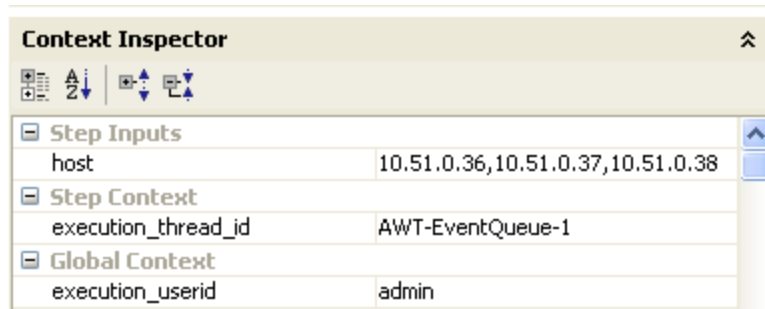 Context Inspector
Step Inputs
host 10.51.0.36,10.51.0.37,10.51.0.38
Step Context
execution_thread_id AWT-EventQueue-1
Global Context
execution_userid admin